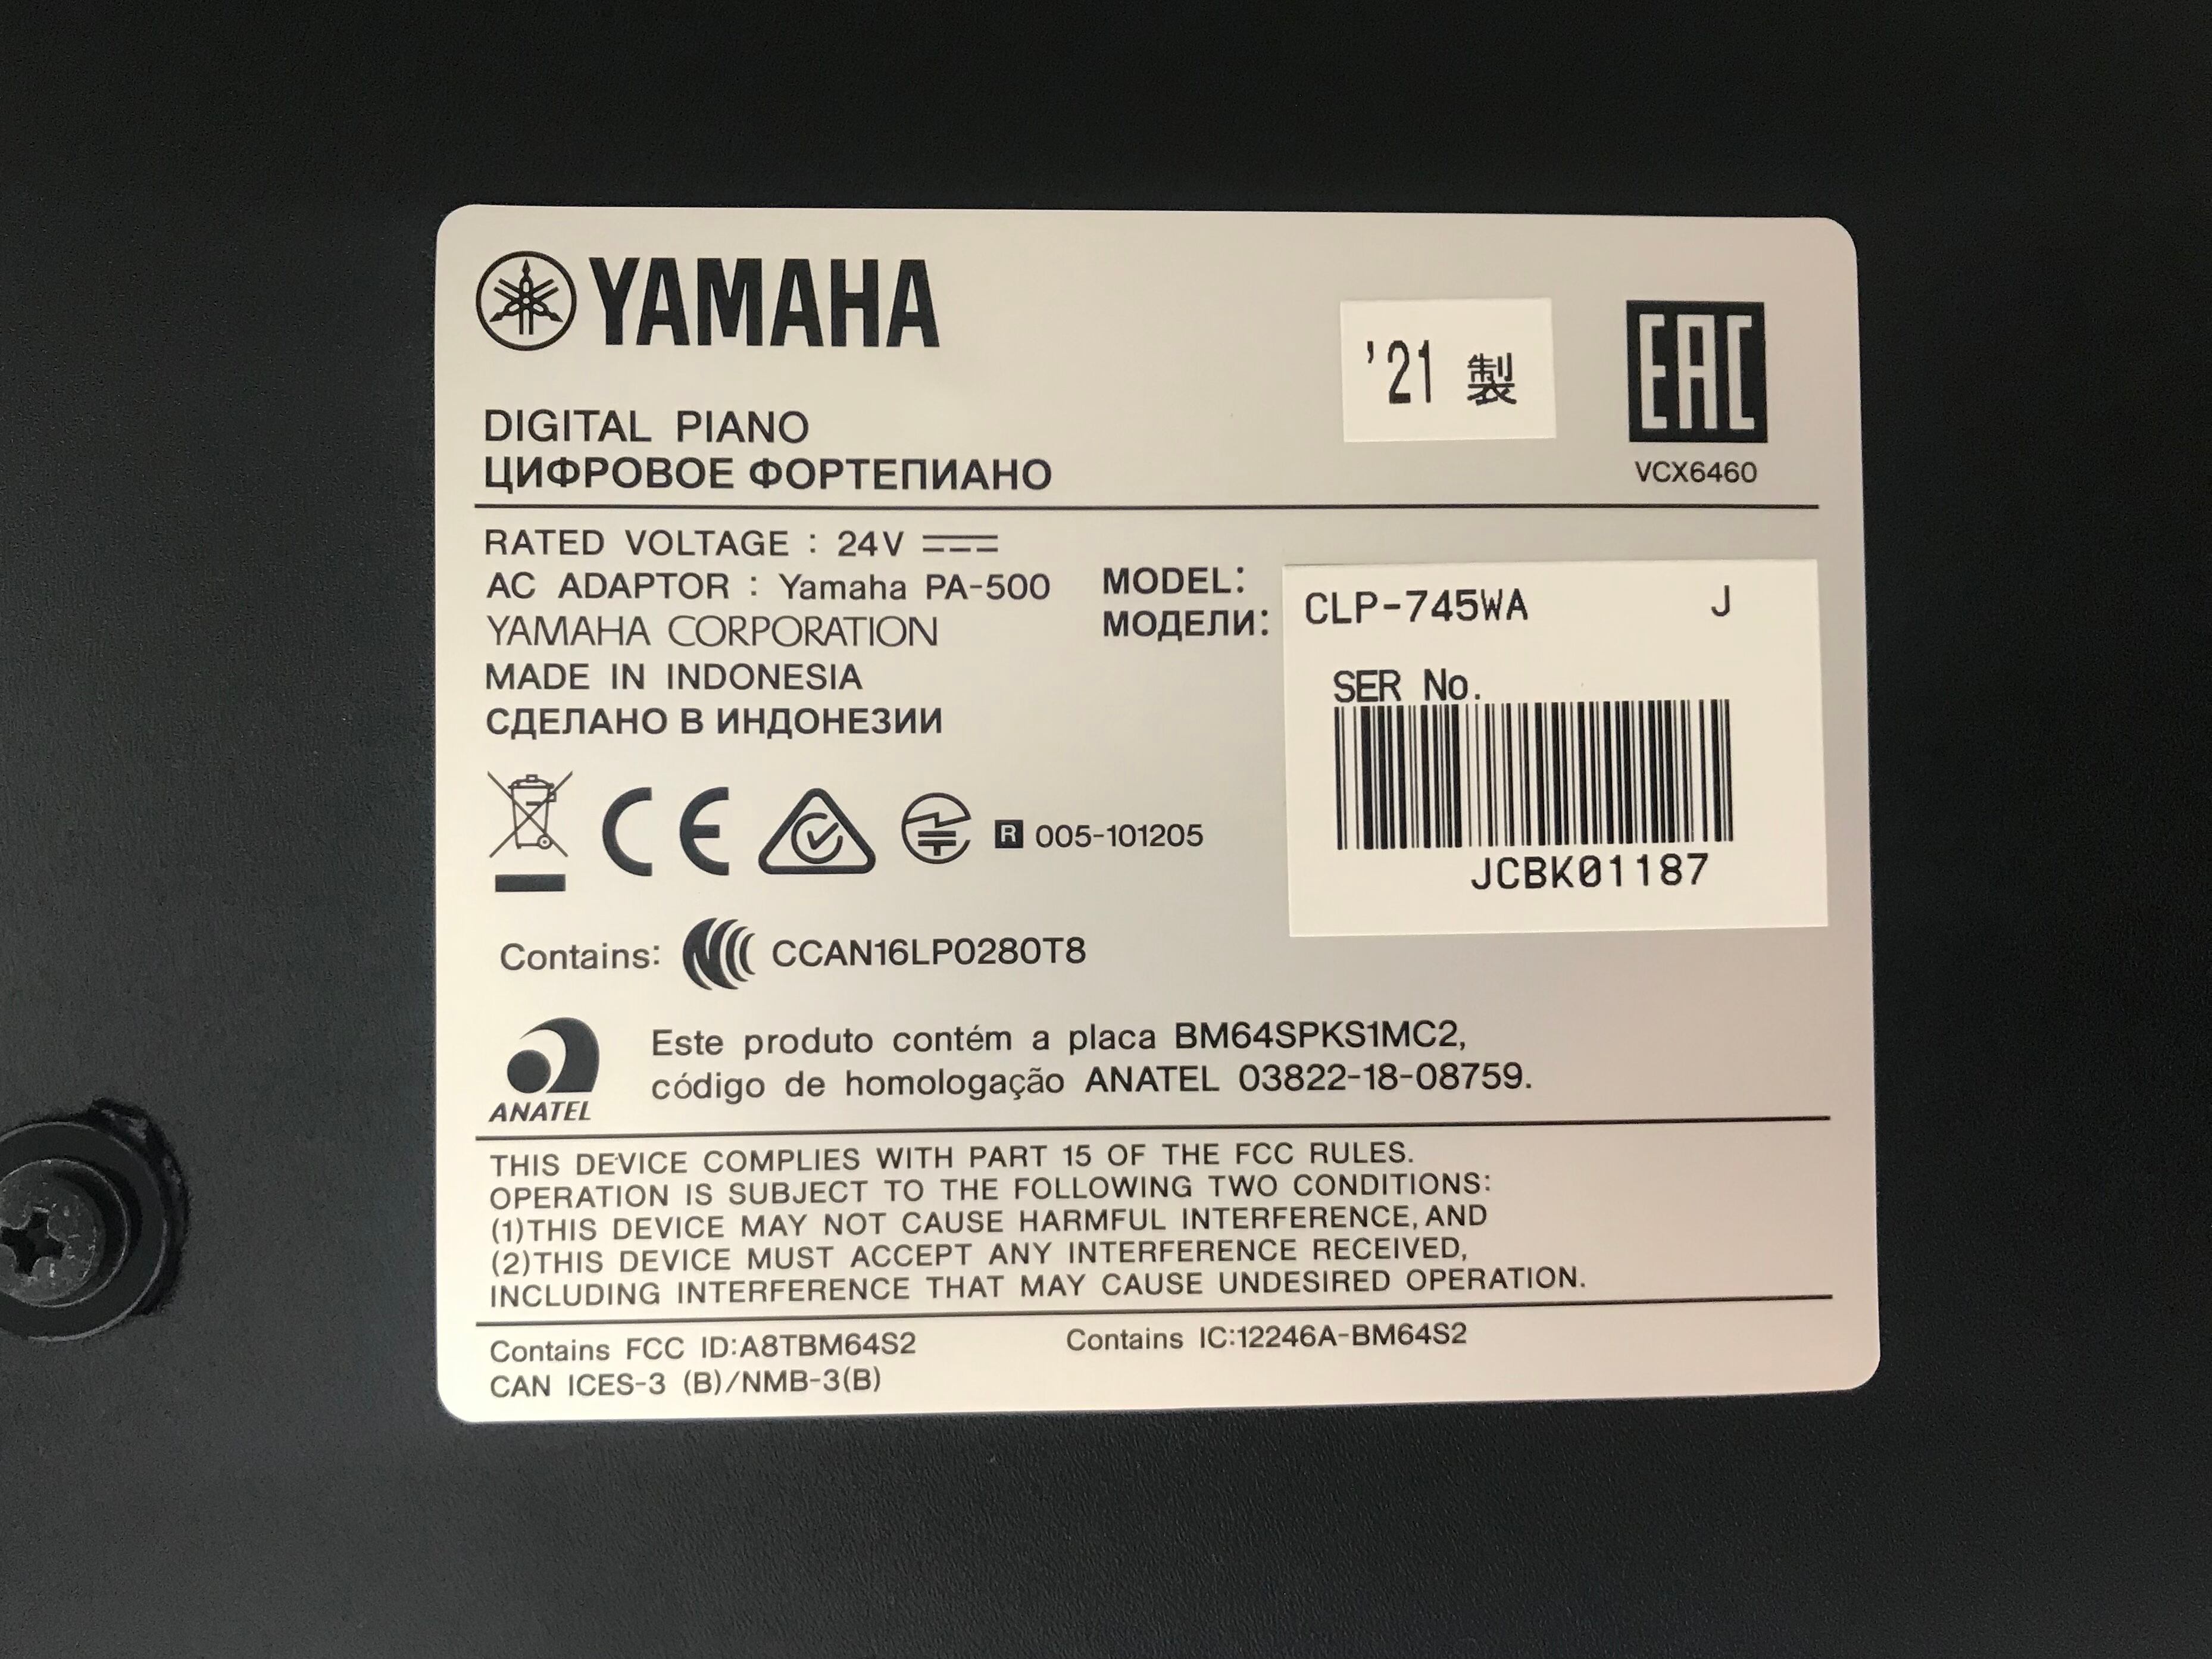 YAMAHA
'21 製
EAC
VCX6460
DIGITAL PIANO
ЦИФРОВОЕ ФОРТЕПИАНО
RATED VOLTAGE : 24V
AC ADAPTOR : Yamaha PA-500
YAMAHA CORPORATION
MADE IN INDONESIA
СДЕЛАНО В ИНДОНЕЗИИ
MODEL:
МОДЕЛИ:
CLP-745WA J
SER No.
JCBK01187
CE
R 005-101205
Contains: CCAN16LP0280T8
ANATEL
Este produto contém a placa BM64SPKS1MC2,
código de homologação ANATEL 03822-18-08759.
THIS DEVICE COMPLIES WITH PART 15 OF THE FCC RULES.
OPERATION IS SUBJECT TO THE FOLLOWING TWO CONDITIONS:
(1)THIS DEVICE MAY NOT CAUSE HARMFUL INTERFERENCE, AND
(2)THIS DEVICE MUST ACCEPT ANY INTERFERENCE RECEIVED,
INCLUDING INTERFERENCE THAT MAY CAUSE UNDESIRED OPERATION.
Contains FCC ID:A8TBM64S2 Contains IC:12246A-BM64S2
CAN ICES-3 (B)/NMB-3(B)